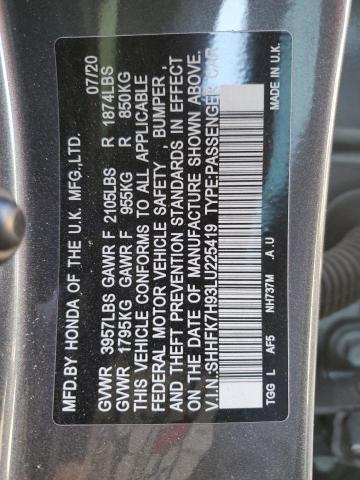 MFD.BY HONDA OF THE U.K. MFG.,LTD. 07/20
GVWR 3957LBS GAWR F 2105LBS R 1874LBS
GVWR 1795KG GAWR F 955KG R 850KG
THIS VEHICLE CONFORMS TO ALL APPLICABLE
FEDERAL MOTOR VEHICLE SAFETY , BUMPER ,
AND THEFT PREVENTION STANDARDS IN EFFECT
ON THE DATE OF MANUFACTURE SHOWN ABOVE.
V.I.N.:SHHFK7H93LU225419 TYPE:PASSENGER CAR
TGG L AF5 NH737M .A .U MADE IN U.K.